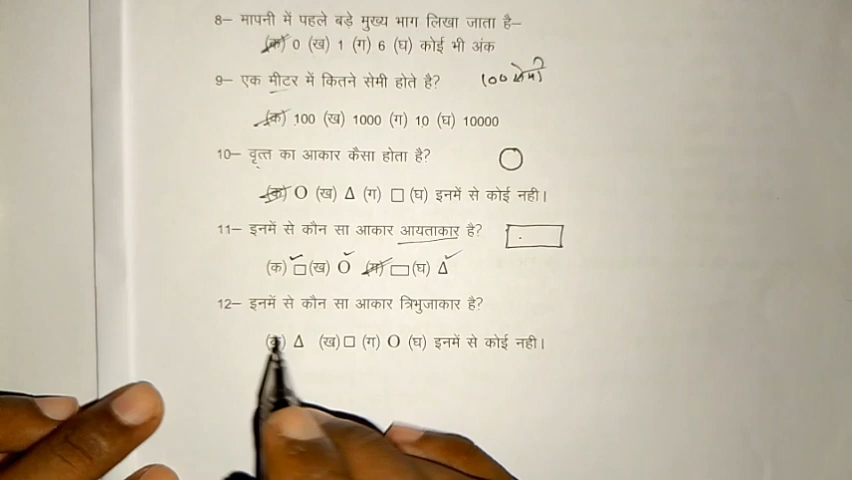 8– मापनी में पहले बड़े मुख्य भाग लिखा जाता है–
(क) 0 (ख) 1 (ग) 6 (घ) कोई भी अंक
9– एक मीटर में कितने सेमी होते है? 100 सेमी
(क) 100 (ख) 1000 (ग) 10 (घ) 10000
10– वृत्त का आकार कैसा होता है?
(क) O (ख) Δ (ग) □ (घ) इनमें से कोई नही।
11– इनमें से कौन सा आकार आयताकार है?
(क) □ (ख) O (ग) ▭ (घ) Δ
12– इनमें से कौन सा आकार त्रिभुजाकार है?
(क) Δ (ख) □ (ग) O (घ) इनमें से कोई नही।